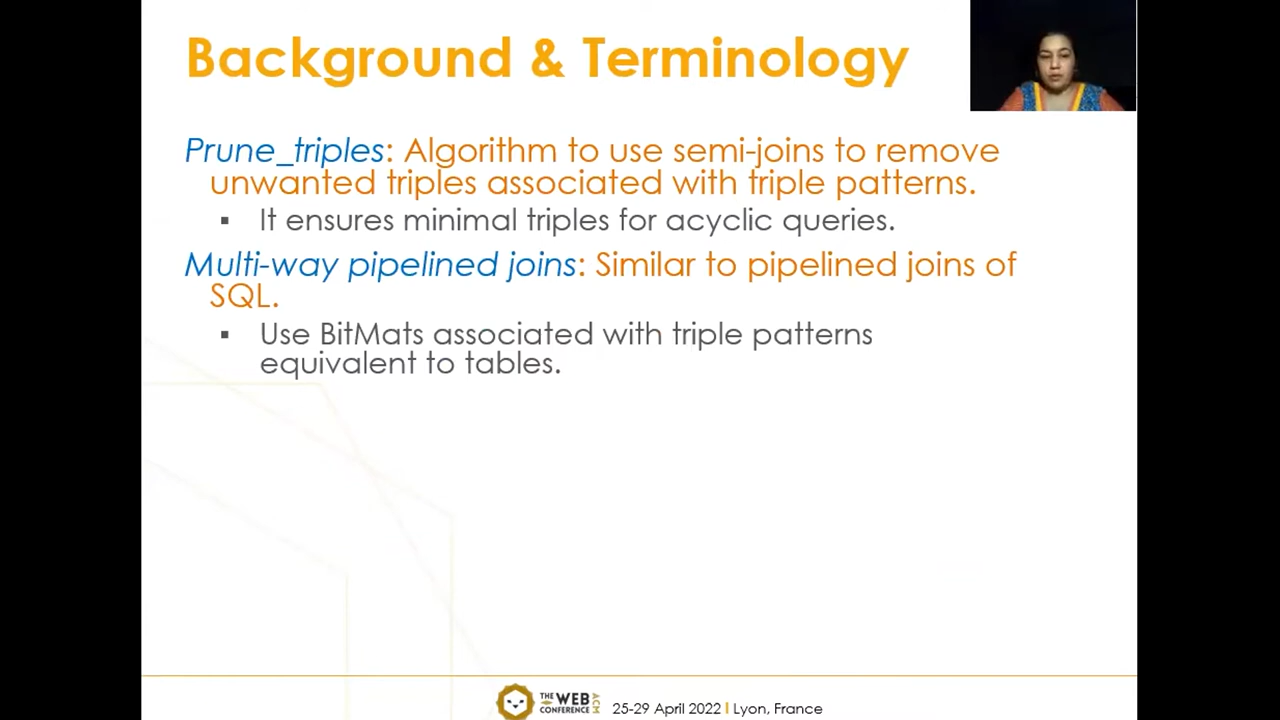 Background & Terminology
Prune_triples: Algorithm to use semi-joins to remove
unwanted triples associated with triple patterns.
▪ It ensures minimal triples for acyclic queries.
Multi-way pipelined joins: Similar to pipelined joins of
SQL.
▪ Use BitMats associated with triple patterns
equivalent to tables.
THE WEB CONFERENCE ACM
25-29 April 2022 | Lyon, France